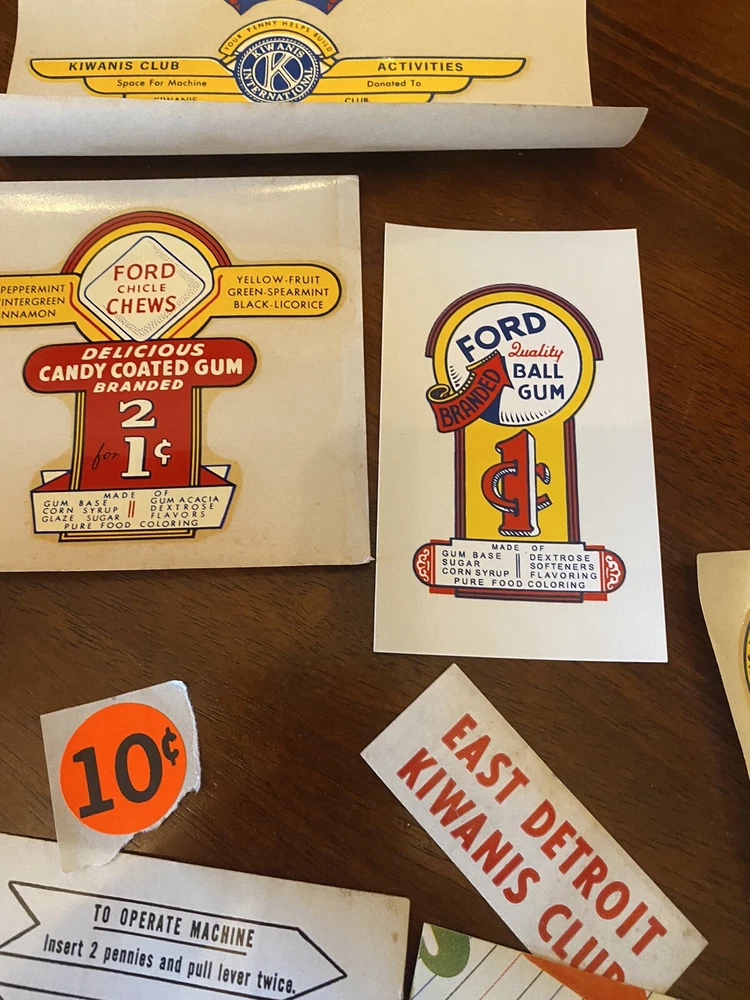 YOUR PENNY HELPS BUILD
KIWANIS CLUB ACTIVITIES
KIWANIS
INTERNATIONAL
K
Space For Machine Donated To
KIWANIS CLUB
FORD
CHICLE
CHEWS
PEPPERMINT
INTERGREEN
NNAMON
YELLOW-FRUIT
GREEN-SPEARMINT
BLACK-LICORICE
DELICIOUS
CANDY COATED GUM
BRANDED
2
for 1¢
MADE OF
GUM BASE GUM ACACIA
CORN SYRUP DEXTROSE
GLAZE SUGAR FLAVORS
PURE FOOD COLORING
FORD
Quality
BRANDED
BALL
GUM
1¢
MADE OF
GUM BASE DEXTROSE
SUGAR SOFTENERS
CORN SYRUP FLAVORING
PURE FOOD COLORING
10¢
EAST DETROIT
KIWANIS CLUB
TO OPERATE MACHINE
Insert 2 pennies and pull lever twice.